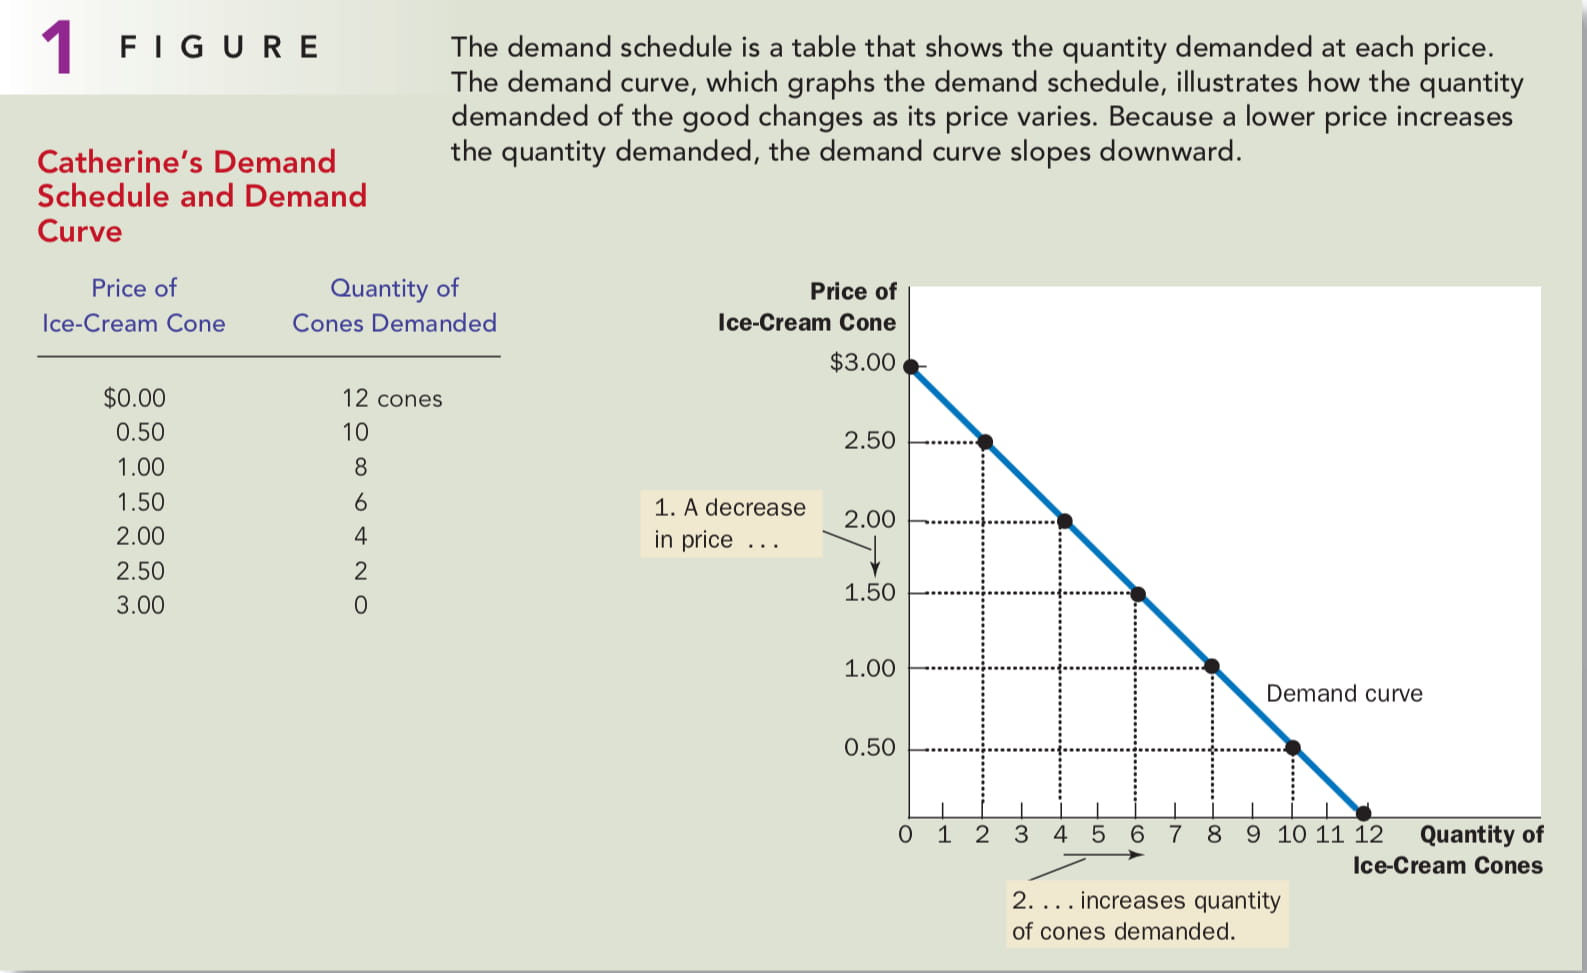 1 FIGURE
The demand schedule is a table that shows the quantity demanded at each price.
The demand curve, which graphs the demand schedule, illustrates how the quantity
demanded of the good changes as its price varies. Because a lower price increases
the quantity demanded, the demand curve slopes downward.
Catherine’s Demand
Schedule and Demand
Curve
Price of Quantity of
Ice-Cream Cone Cones Demanded
$0.00 12 cones
0.50 10
1.00 8
1.50 6
2.00 4
2.50 2
3.00 0
Price of
Ice-Cream Cone
$3.00
2.50
2.00
1.50
1.00
0.50
1. A decrease
in price ...
Demand curve
0 1 2 3 4 5 6 7 8 9 10 11 12 Quantity of
Ice-Cream Cones
2. ... increases quantity
of cones demanded.